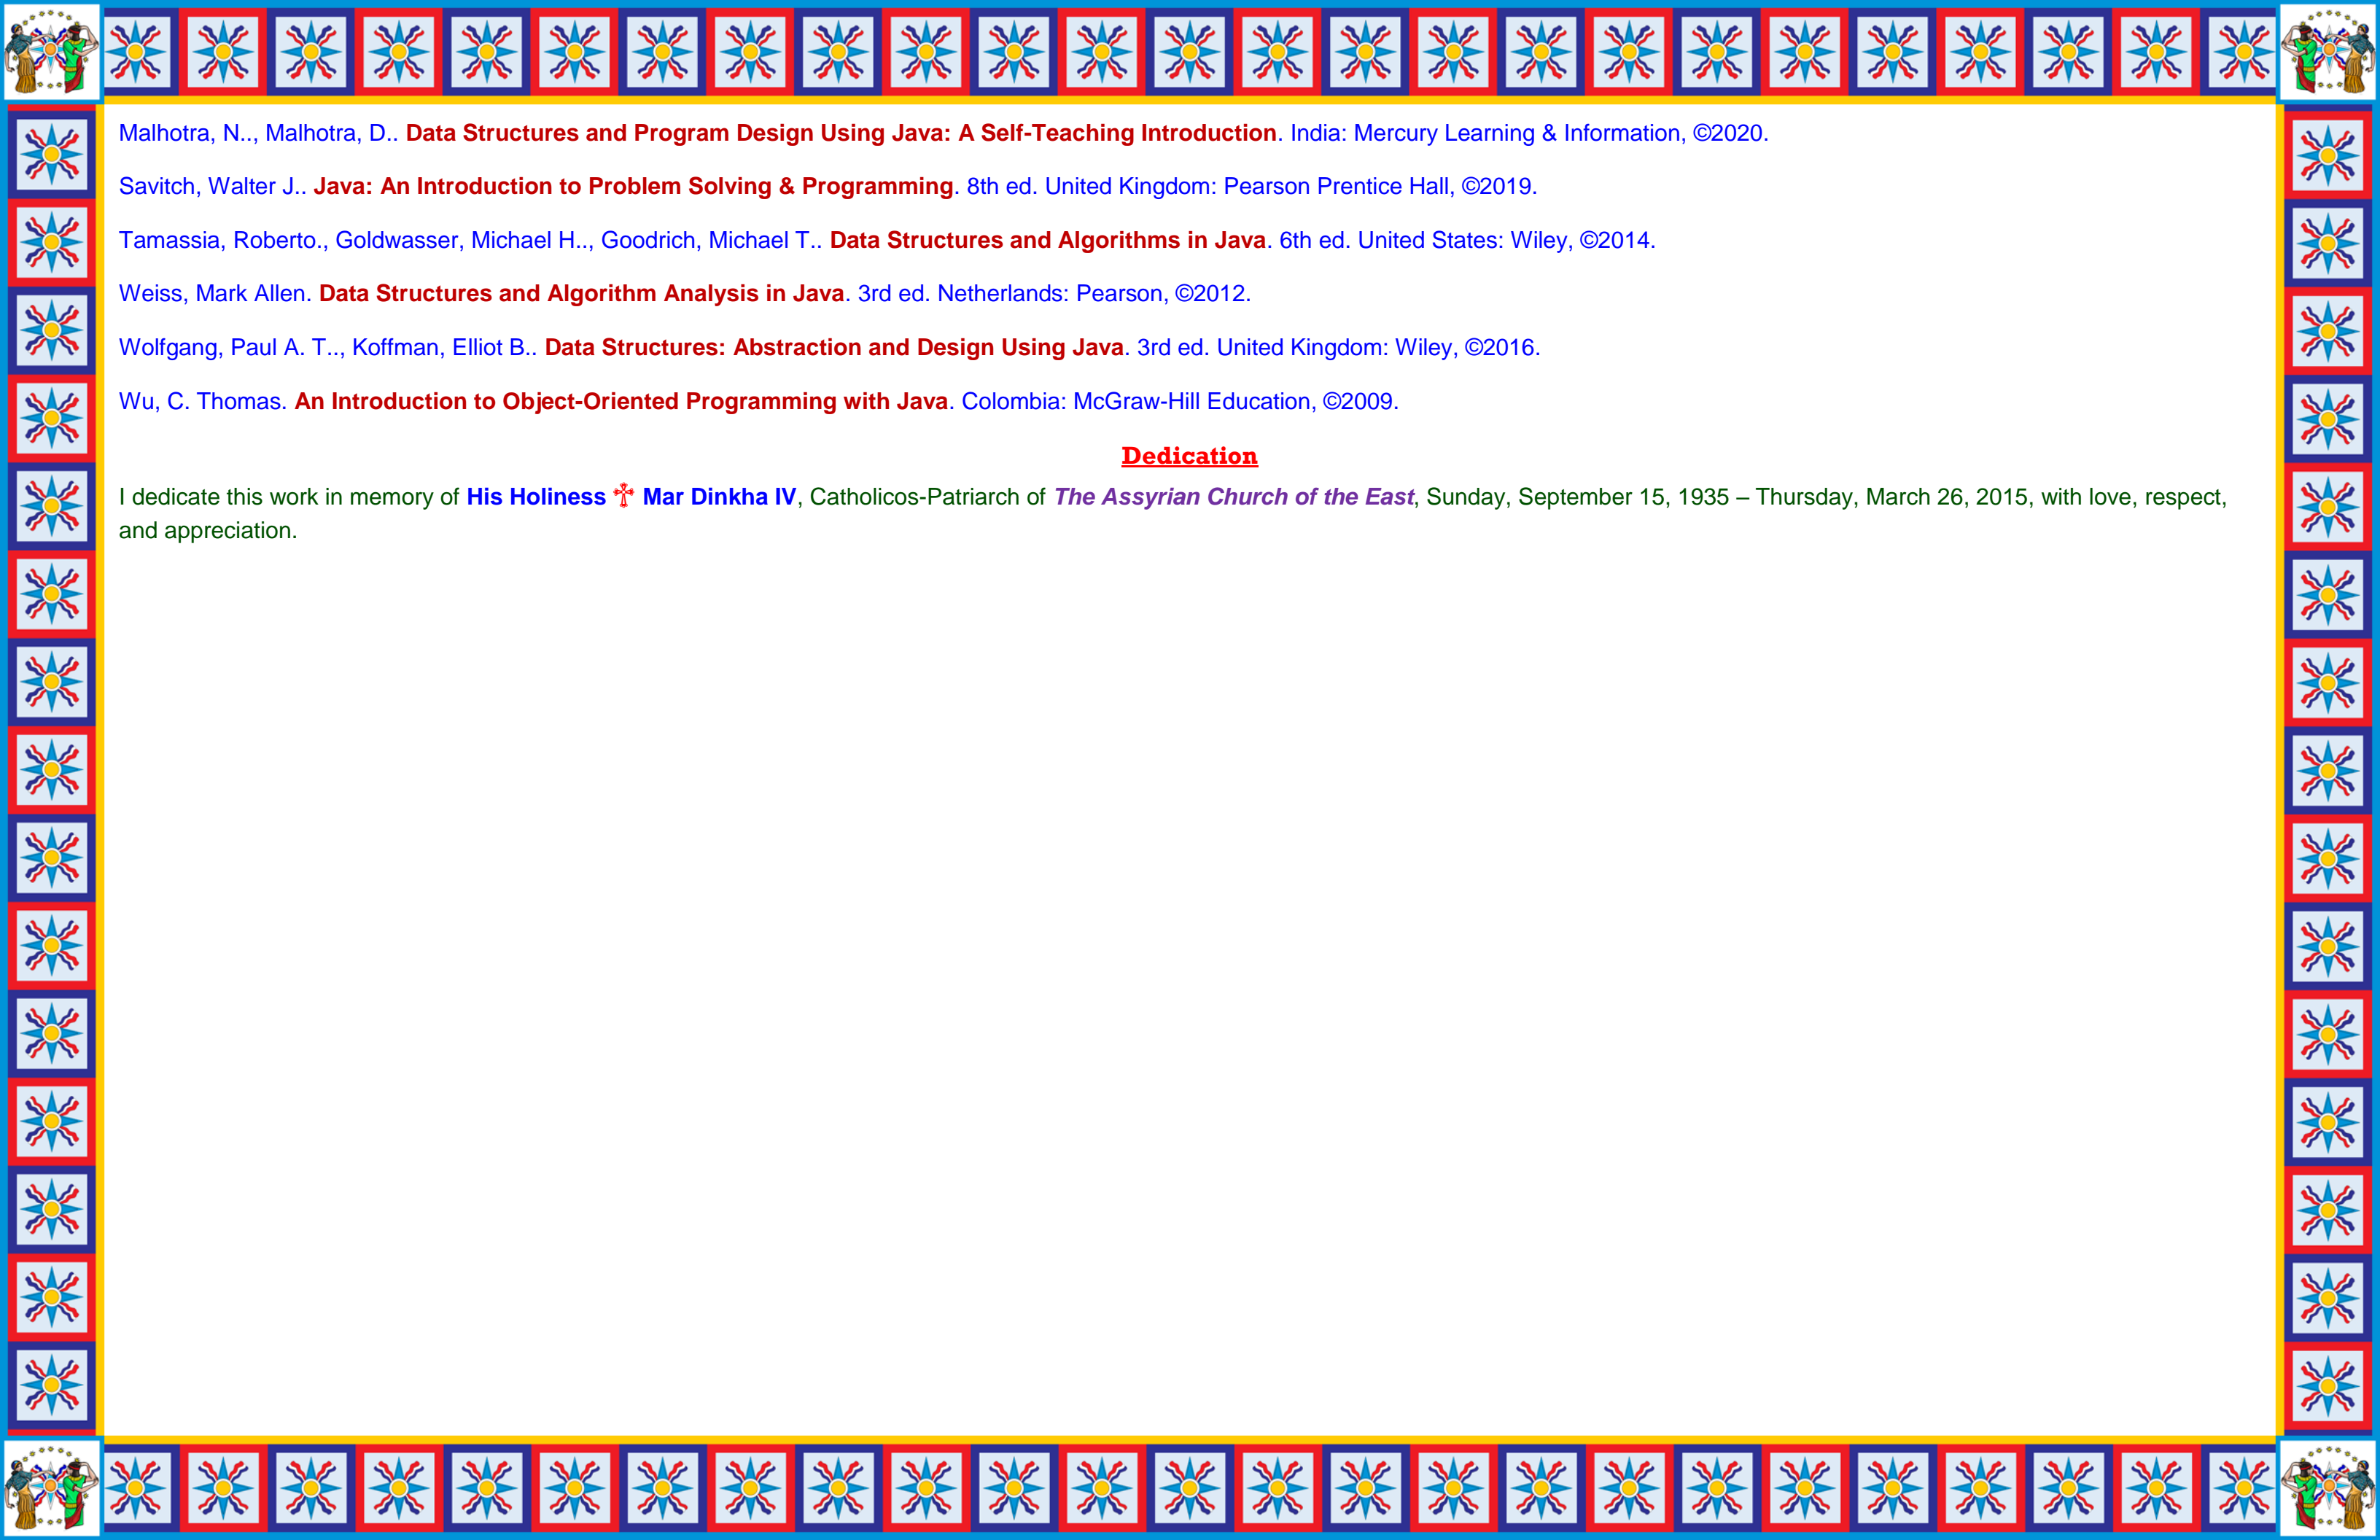 Malhotra, N.., Malhotra, D.. Data Structures and Program Design Using Java: A Self-Teaching Introduction. India: Mercury Learning & Information, ©2020.
Savitch, Walter J.. Java: An Introduction to Problem Solving & Programming. 8th ed. United Kingdom: Pearson Prentice Hall, ©2019.
Tamassia, Roberto., Goldwasser, Michael H.., Goodrich, Michael T.. Data Structures and Algorithms in Java. 6th ed. United States: Wiley, ©2014.
Weiss, Mark Allen. Data Structures and Algorithm Analysis in Java. 3rd ed. Netherlands: Pearson, ©2012.
Wolfgang, Paul A. T.., Koffman, Elliot B.. Data Structures: Abstraction and Design Using Java. 3rd ed. United Kingdom: Wiley, ©2016.
Wu, C. Thomas. An Introduction to Object-Oriented Programming with Java. Colombia: McGraw-Hill Education, ©2009.
Dedication
I dedicate this work in memory of His Holiness ♱ Mar Dinkha IV, Catholicos-Patriarch of The Assyrian Church of the East, Sunday, September 15, 1935 – Thursday, March 26, 2015, with love, respect,
and appreciation.